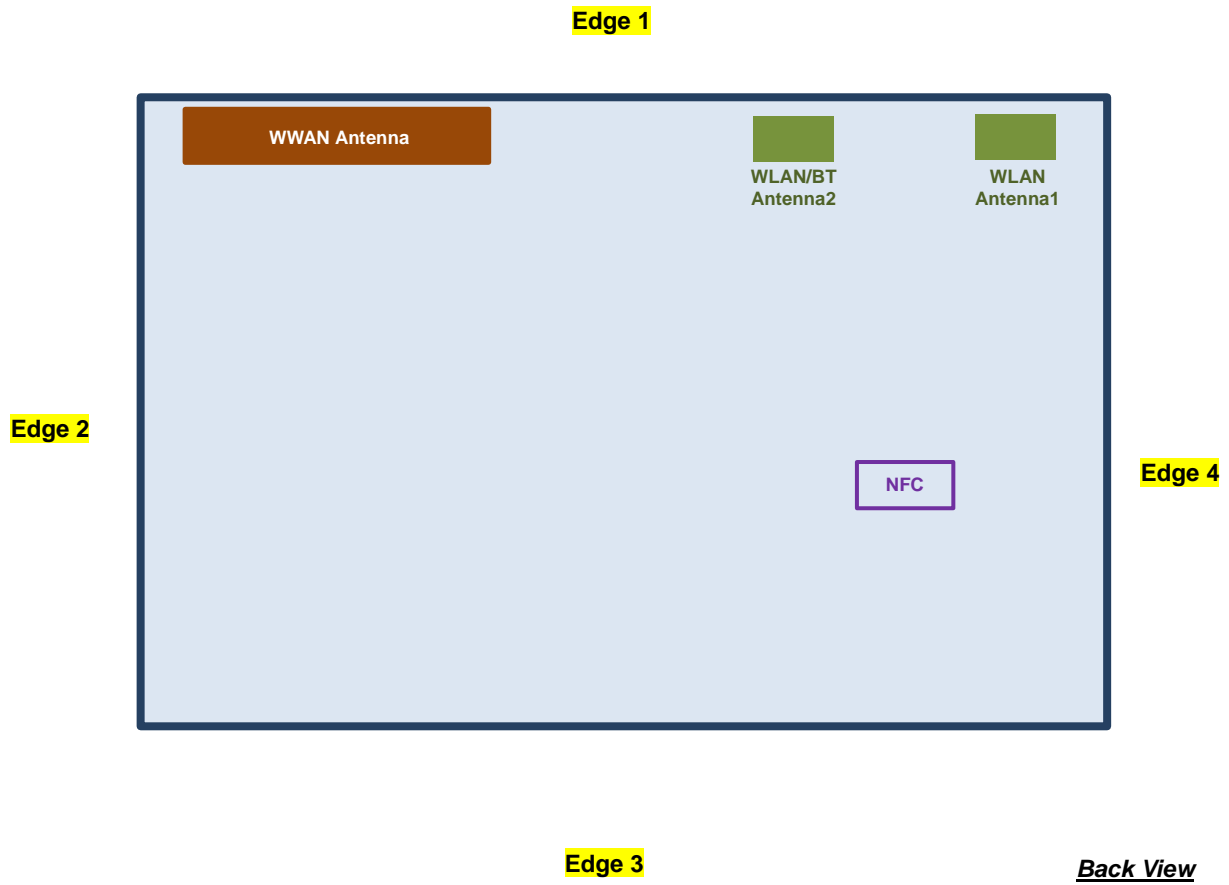 Edge 1
WWAN Antenna
WLAN/BT
Antenna2
WLAN
Antenna1
Edge 2
Edge 4
NFC
Edge 3
Back View